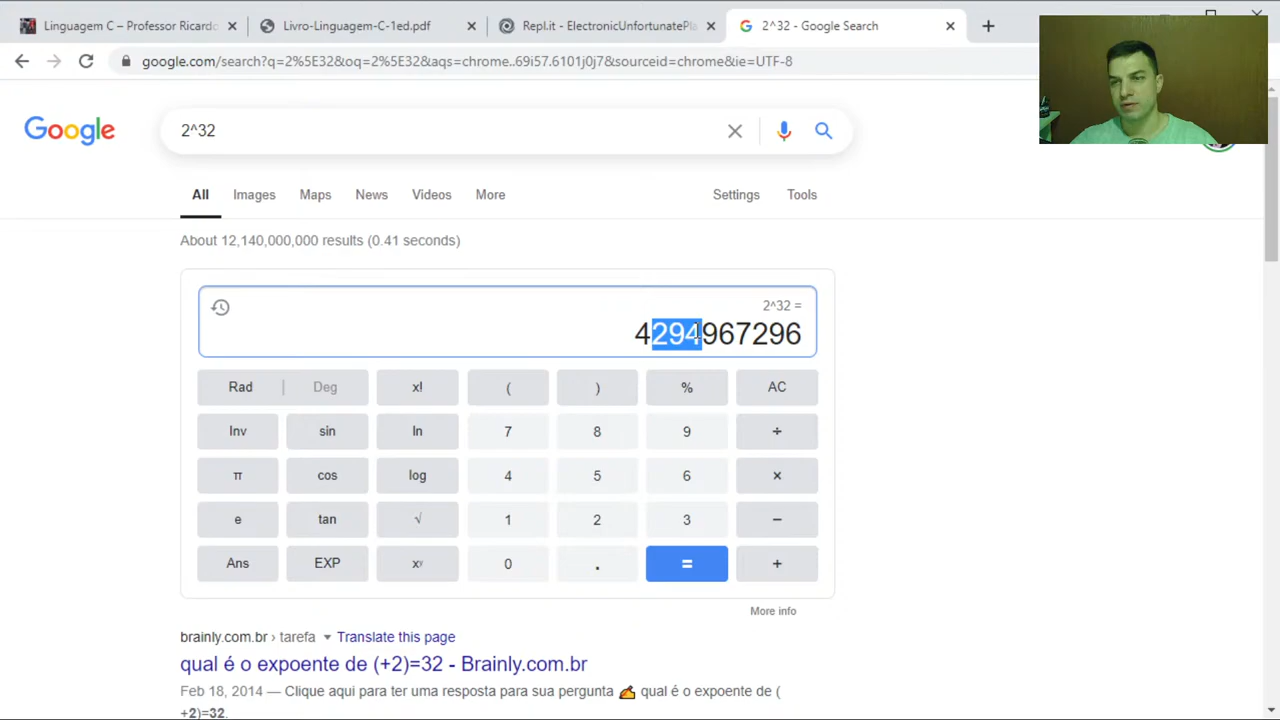 Linguagem C – Professor Ricardo
Livro-Linguagem-C-1ed.pdf
Repl.it - ElectronicUnfortunatePla
2^32 - Google Search
google.com/search?q=2%5E32&oq=2%5E32&aqs=chrome..69i57.6101j0j7&sourceid=chrome&ie=UTF-8
Google
2^32
All Images Maps News Videos More Settings Tools
About 12,140,000,000 results (0.41 seconds)
2^32 =
4294967296
Rad | Deg x! ( ) % AC
Inv sin ln 7 8 9 ÷
π cos log 4 5 6 ×
e tan √ 1 2 3 −
Ans EXP xʸ 0 . = +
More info
brainly.com.br › tarefa ▾ Translate this page
qual é o expoente de (+2)=32 - Brainly.com.br
Feb 18, 2014 — Clique aqui para ter uma resposta para sua pergunta ✍️ qual é o expoente de (
+2)=32.